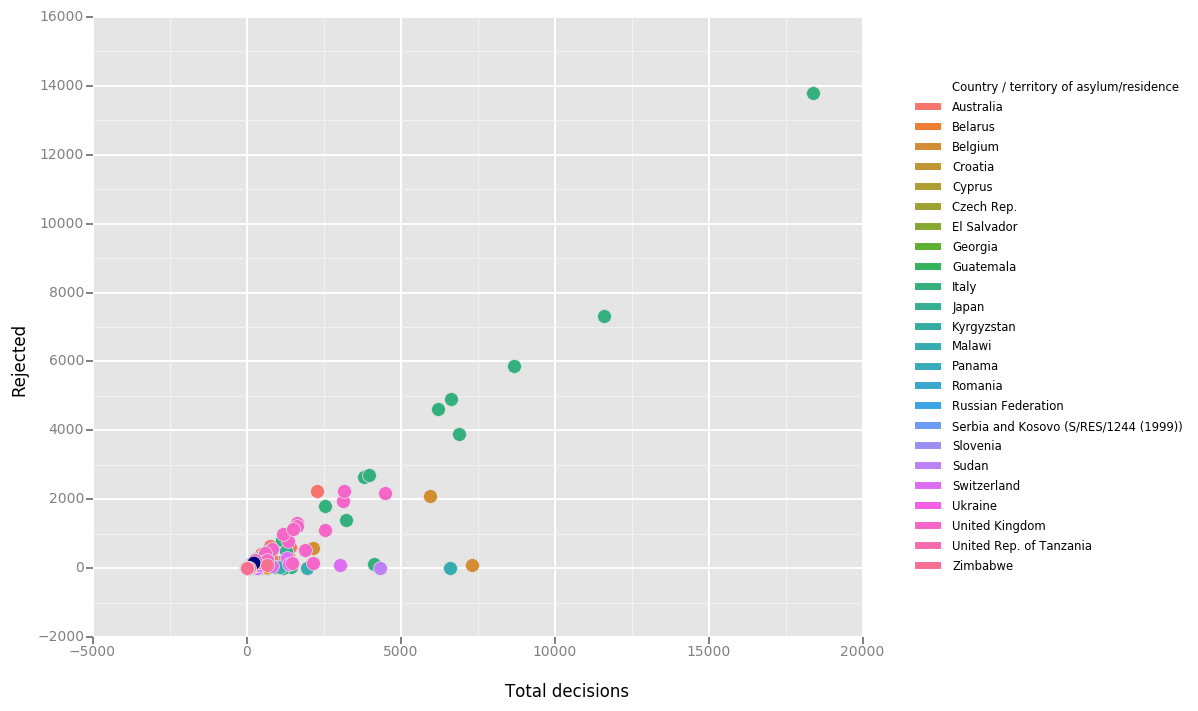 16000
14000
12000
10000
8000
6000
4000
2000
0
−2000
−5000
0
5000
10000
15000
20000
Rejected
Total decisions
Country / territory of asylum/residence
Australia
Belarus
Belgium
Croatia
Cyprus
Czech Rep.
El Salvador
Georgia
Guatemala
Italy
Japan
Kyrgyzstan
Malawi
Panama
Romania
Russian Federation
Serbia and Kosovo (S/RES/1244 (1999))
Slovenia
Sudan
Switzerland
Ukraine
United Kingdom
United Rep. of Tanzania
Zimbabwe